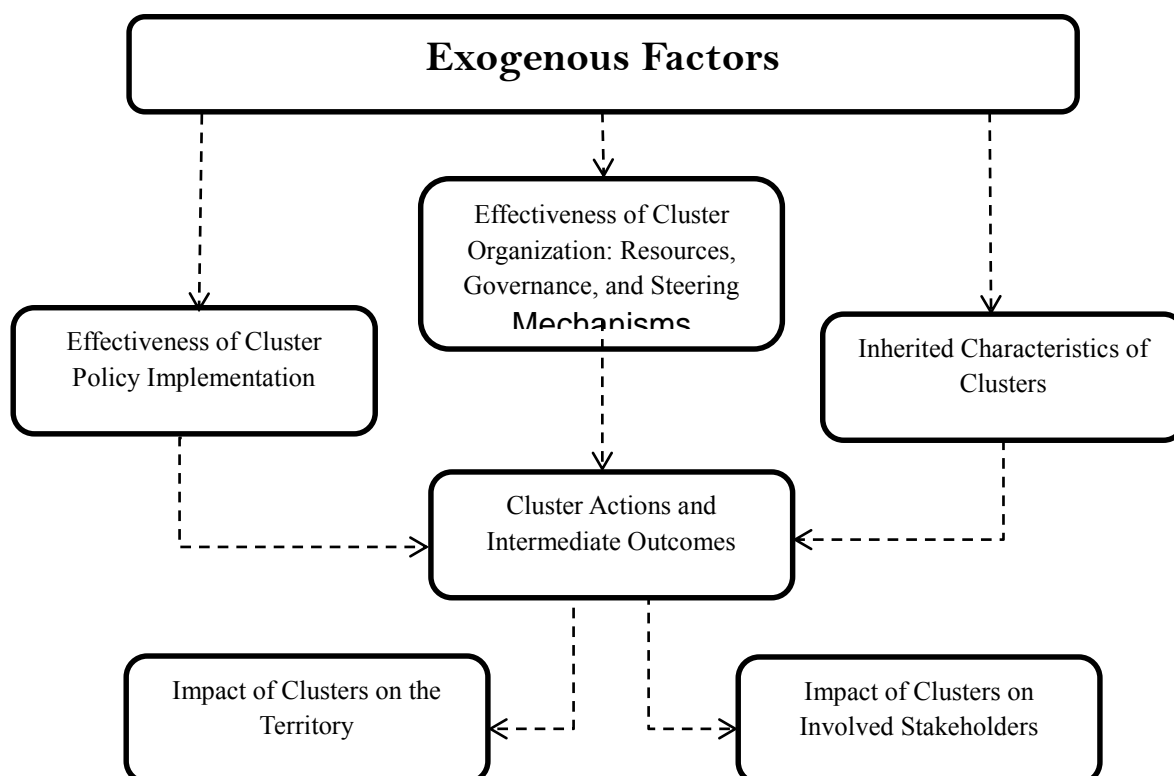 Exogenous Factors
Effectiveness of Cluster
Organization: Resources,
Governance, and Steering
Mechanisms
Effectiveness of Cluster
Policy Implementation
Inherited Characteristics of
Clusters
Cluster Actions and
Intermediate Outcomes
Impact of Clusters on the
Territory
Impact of Clusters on
Involved Stakeholders